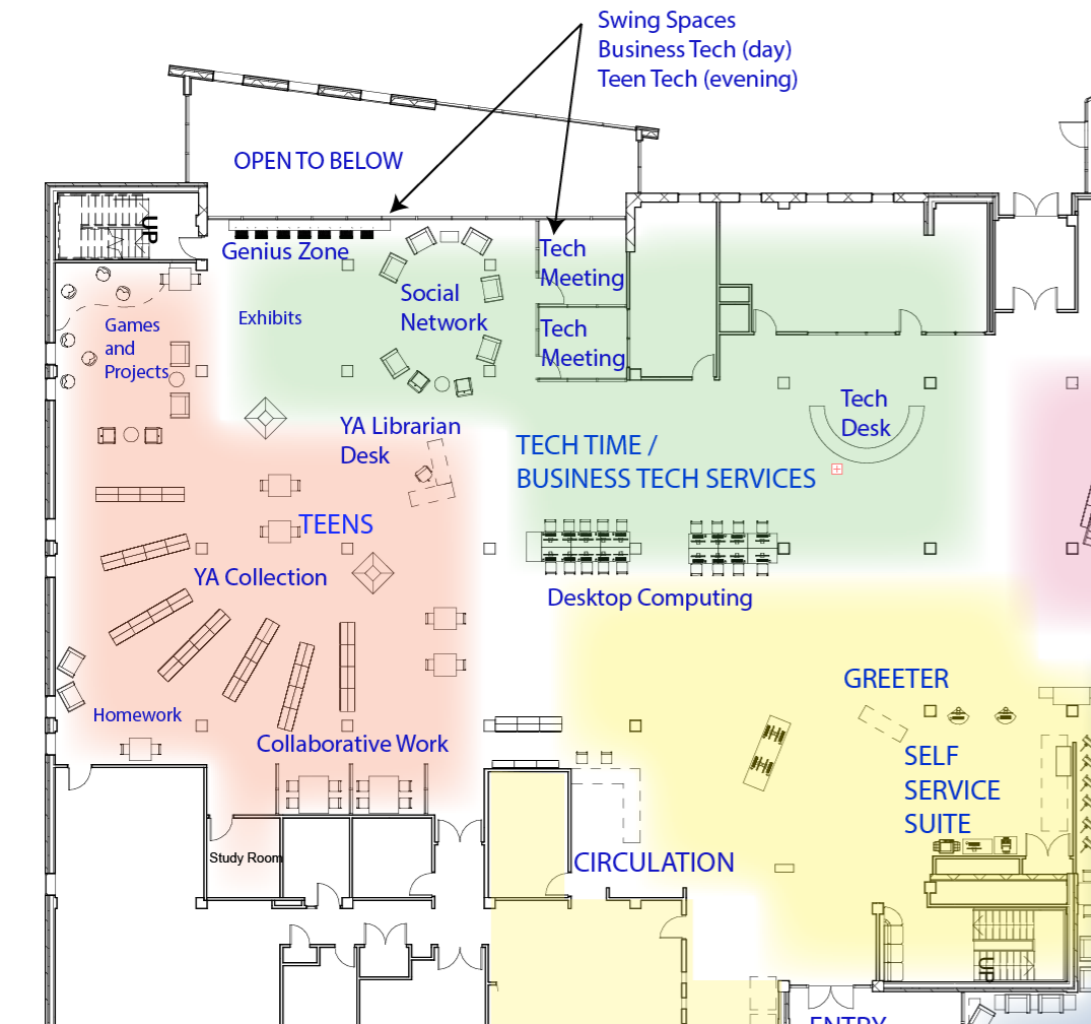 Swing Spaces
Business Tech (day)
Teen Tech (evening)
OPEN TO BELOW
UP
Genius Zone
Tech
Meeting
Social
Network
Exhibits
Games
and
Projects
Tech
Meeting
Tech
Desk
YA Librarian
Desk
TECH TIME /
BUSINESS TECH SERVICES
TEENS
YA Collection
Desktop Computing
GREETER
Homework
Collaborative Work
SELF
SERVICE
SUITE
Study Room
CIRCULATION
UP
ENTRY